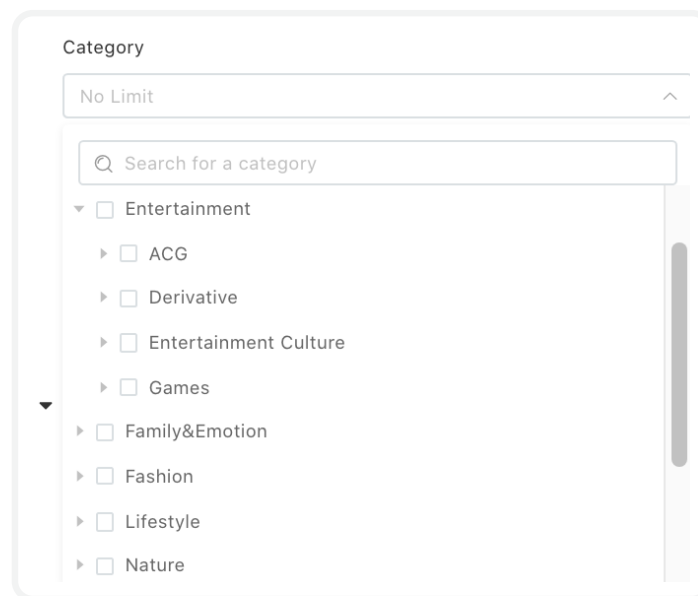 Category
No Limit
Search for a category
Entertainment
ACG
Derivative
Entertainment Culture
Games
Family&Emotion
Fashion
Lifestyle
Nature